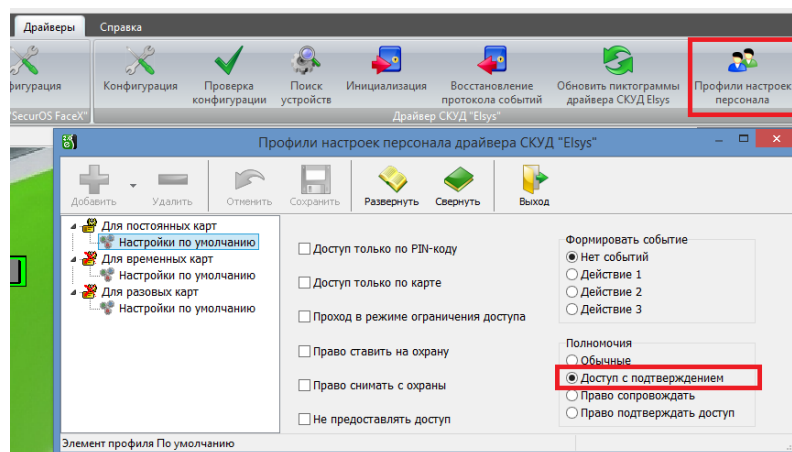 Драйверы Справка
Конфигурация Проверка конфигурации Поиск устройств Инициализация Восстановление протокола событий Обновить пиктограммы драйвера СКУД Elsys Профили настроек персонала
"SecurOS FaceX" Драйвер СКУД "Elsys"
Профили настроек персонала драйвера СКУД "Elsys"
Добавить Удалить Отменить Сохранить Развернуть Свернуть Выход
Для постоянных карт
Настройки по умолчанию
Для временных карт
Настройки по умолчанию
Для разовых карт
Настройки по умолчанию
Доступ только по PIN-коду
Доступ только по карте
Проход в режиме ограничения доступа
Право ставить на охрану
Право снимать с охраны
Не предоставлять доступ
Формировать событие
Нет событий
Действие 1
Действие 2
Действие 3
Полномочия
Обычные
Доступ с подтверждением
Право сопровождать
Право подтверждать доступ
Элемент профиля По умолчанию